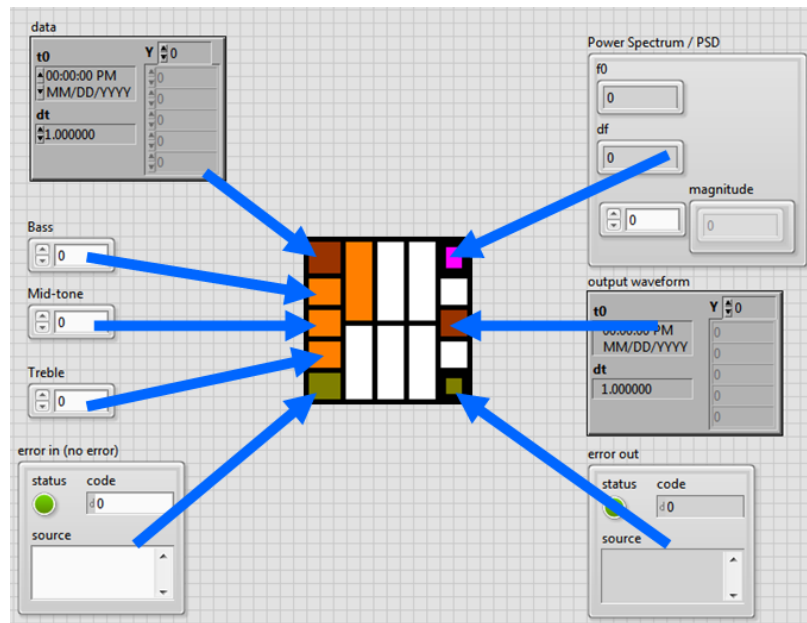 data
t0
Y 0
00:00:00 PM
MM/DD/YYYY
0
0
0
0
0
dt
1.000000
Bass
0
Mid-tone
0
Treble
0
error in (no error)
status code
d 0
source
Power Spectrum / PSD
f0
0
df
0
magnitude
0
0
output waveform
t0
Y 0
00:00:00 PM
MM/DD/YYYY
0
0
0
0
dt
1.000000
error out
status code
d 0
source